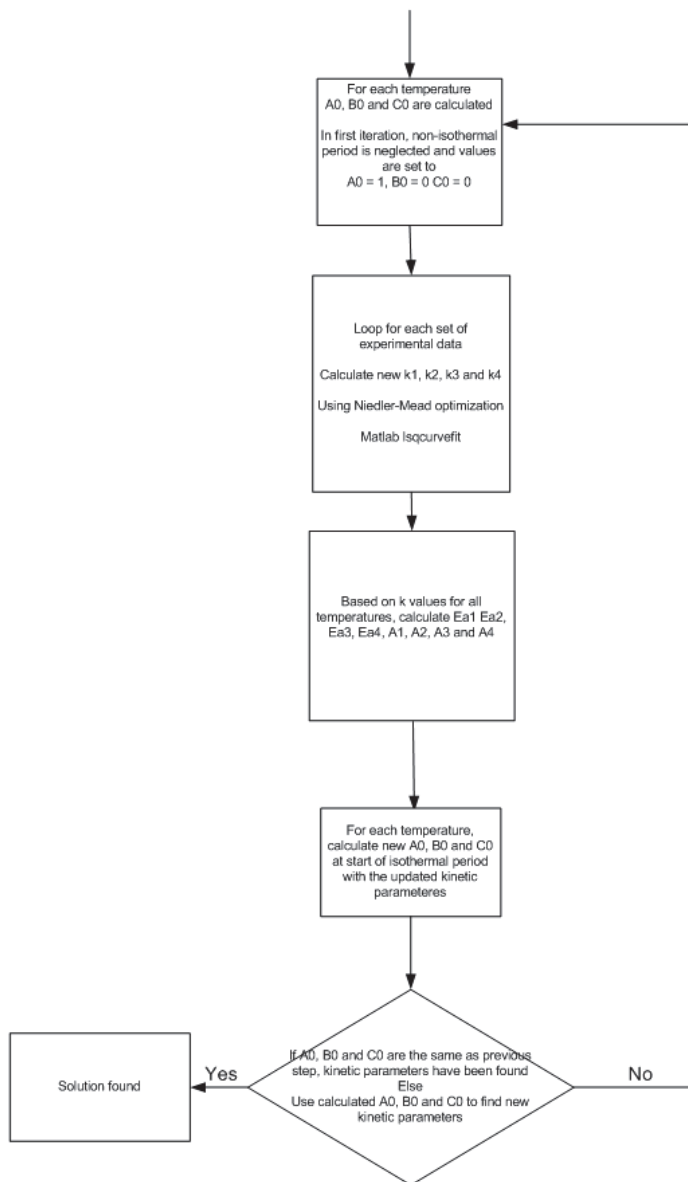 For each temperature
A0, B0 and C0 are calculated
In first iteration, non-isothermal
period is neglected and values
are set to
A0 = 1, B0 = 0 C0 = 0
Loop for each set of
experimental data
Calculate new k1, k2, k3 and k4
Using Niedler-Mead optimization
Matlab lsqcurvefit
Based on k values for all
temperatures, calculate Ea1 Ea2,
Ea3, Ea4, A1, A2, A3 and A4
For each temperature,
calculate new A0, B0 and C0
at start of isothermal period
with the updated kinetic
parameteres
If A0, B0 and C0 are the same as previous
step, kinetic parameters have been found
Else
Use calculated A0, B0 and C0 to find new
kinetic parameters
Yes
No
Solution found